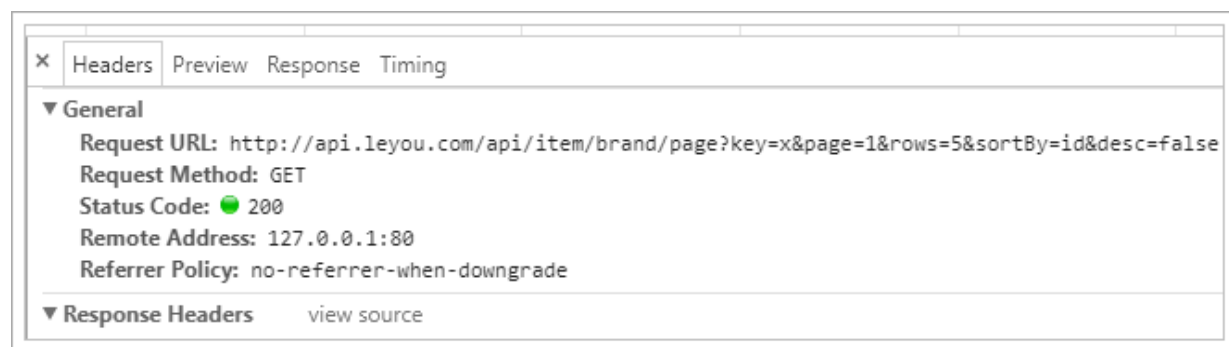 × Headers Preview Response Timing
▼ General
Request URL: http://api.leyou.com/api/item/brand/page?key=x&page=1&rows=5&sortBy=id&desc=false
Request Method: GET
Status Code: 200
Remote Address: 127.0.0.1:80
Referrer Policy: no-referrer-when-downgrade
▼ Response Headers view source